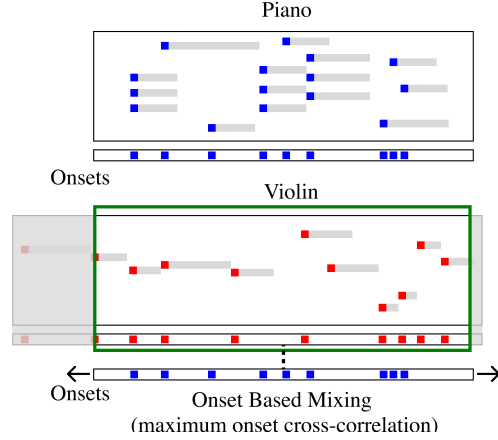 Piano
Onsets
Violin
Onsets
Onset Based Mixing
(maximum onset cross-correlation)